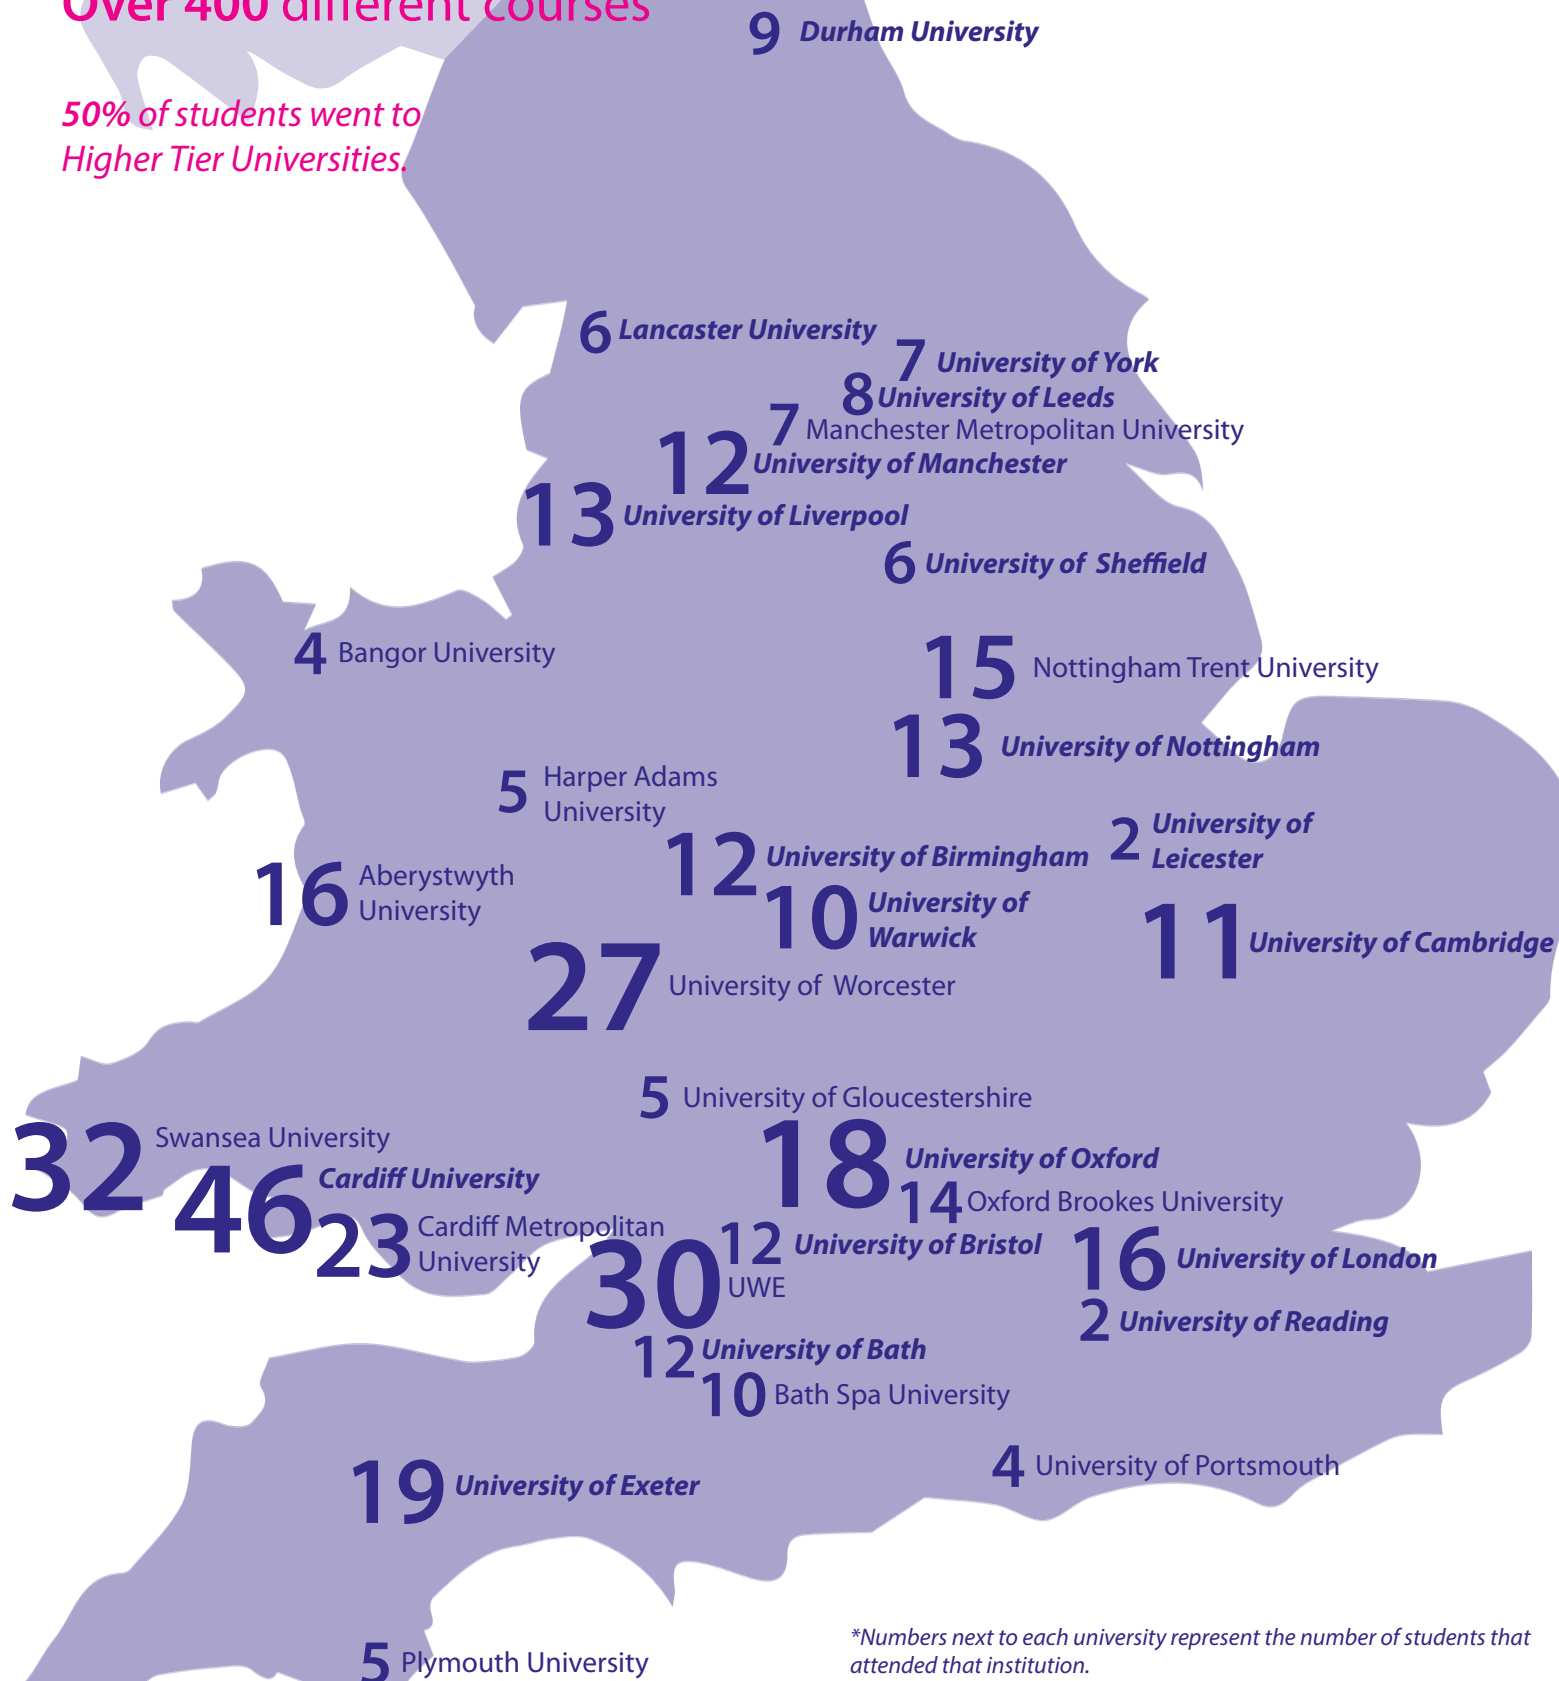 Over 400 different courses
9 Durham University
50% of students went to
Higher Tier Universities.
6 Lancaster University
7 University of York
8 University of Leeds
7 Manchester Metropolitan University
12 University of Manchester
13 University of Liverpool
6 University of Sheffield
4 Bangor University
15 Nottingham Trent University
13 University of Nottingham
5 Harper Adams
University
2 University of
Leicester
12 University of Birmingham
16 Aberystwyth
University
10 University of
Warwick
11 University of Cambridge
27 University of Worcester
5 University of Gloucestershire
32 Swansea University
18 University of Oxford
46 Cardiff University
14 Oxford Brookes University
23 Cardiff Metropolitan
University
12 University of Bristol
16 University of London
30 UWE
2 University of Reading
12 University of Bath
10 Bath Spa University
4 University of Portsmouth
19 University of Exeter
*Numbers next to each university represent the number of students that
attended that institution.
5 Plymouth University